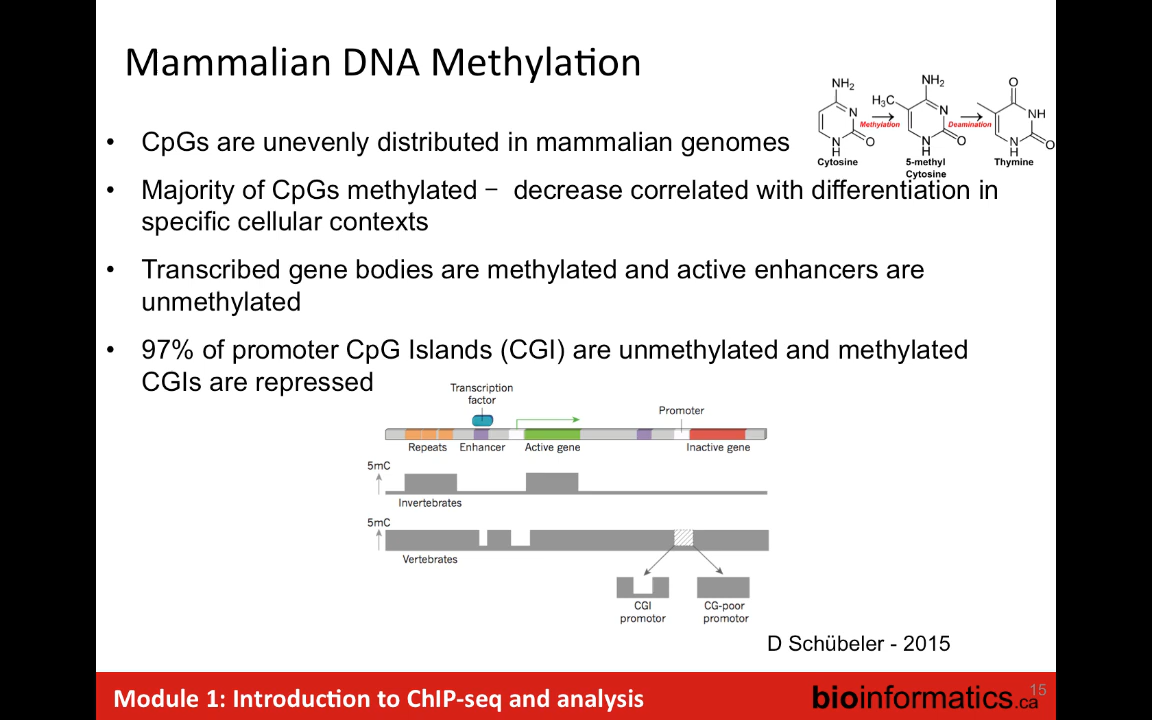 Mammalian DNA Methylation
NH2
NH2
O
H3C
N
N
NH
Methylation
Deamination
N
O
N
O
N
O
H
H
H
Cytosine
5-methyl
Cytosine
Thymine
• CpGs are unevenly distributed in mammalian genomes
• Majority of CpGs methylated – decrease correlated with differentiation in
specific cellular contexts
• Transcribed gene bodies are methylated and active enhancers are
unmethylated
• 97% of promoter CpG Islands (CGI) are unmethylated and methylated
CGIs are repressed
Transcription
factor
Promoter
Repeats
Enhancer
Active gene
Inactive gene
5mC
Invertebrates
5mC
Vertebrates
CGI
promotor
CG-poor
promotor
D Schübeler - 2015
Module 1: Introduction to ChIP-seq and analysis
bioinformatics.ca
15